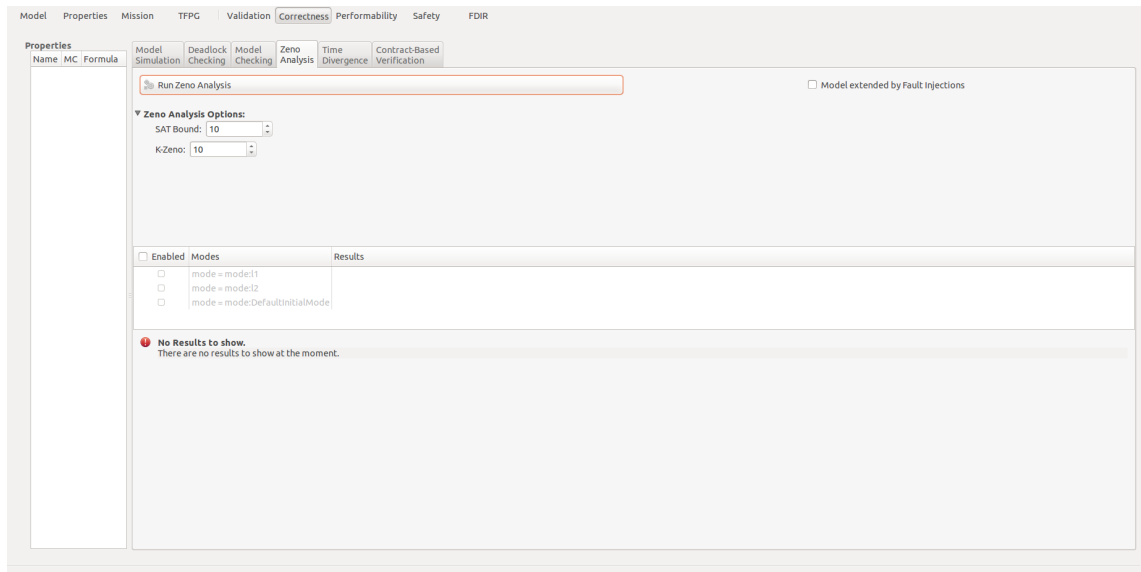 Model Properties Mission TFPG Validation Correctness Performability Safety FDIR
Properties
Name MC Formula
Model Simulation
Deadlock Checking
Model Checking
Zeno Analysis
Time Divergence
Contract-Based Verification
Run Zeno Analysis
Model extended by Fault Injections
Zeno Analysis Options:
SAT Bound: 10
K-Zeno: 10
Enabled Modes Results
mode = mode:l1
mode = mode:l2
mode = mode:DefaultInitialMode
No Results to show.
There are no results to show at the moment.